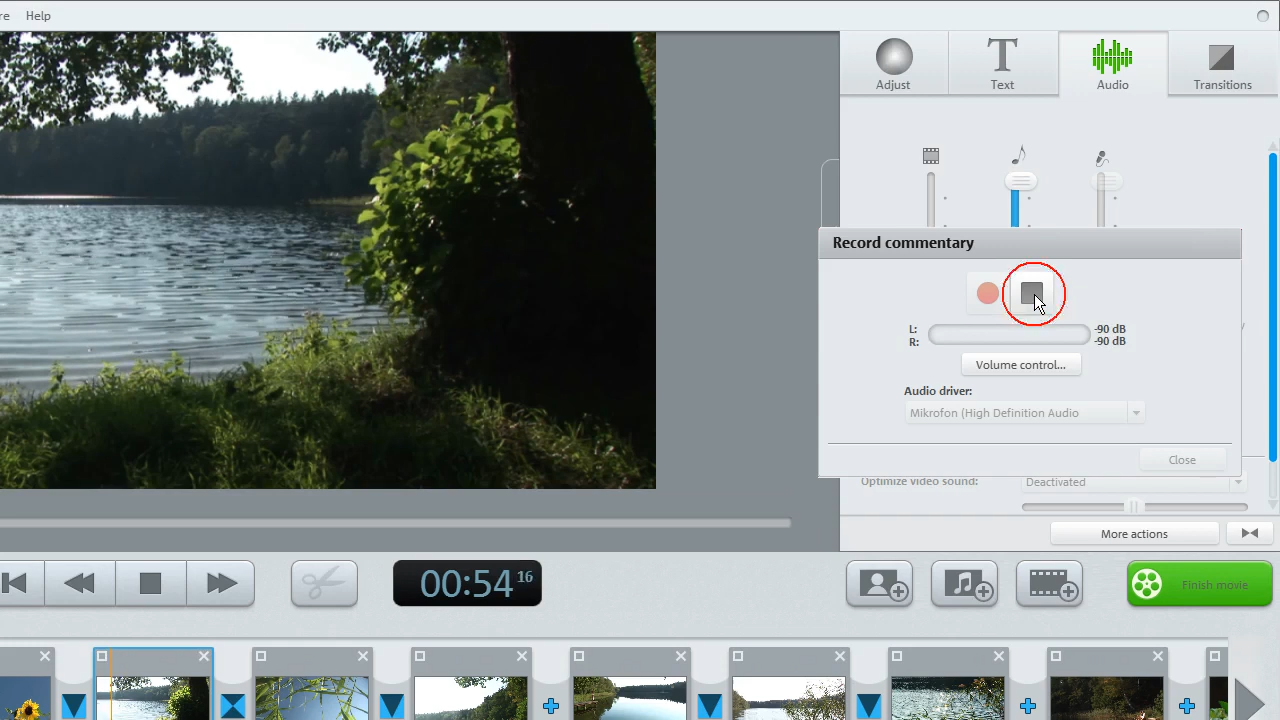 re Help
Adjust
Text
Audio
Transitions
Record commentary
L:
R:
-90 dB
-90 dB
Volume control...
Audio driver:
Mikrofon (High Definition Audio
Close
Optimize video sound:
Deactivated
More actions
00:54 16
Finish movie